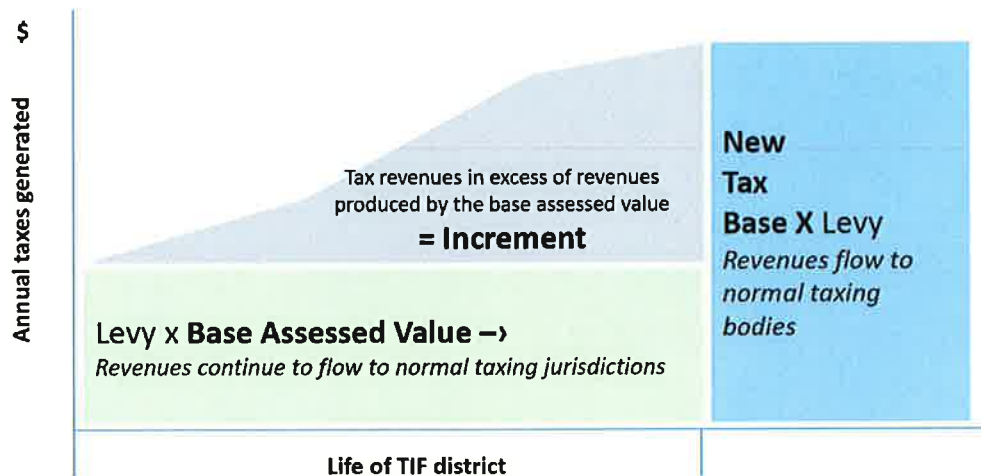 $
Annual taxes generated
Tax revenues in excess of revenues
produced by the base assessed value
= Increment
Levy x Base Assessed Value –›
Revenues continue to flow to normal taxing jurisdictions
New
Tax
Base X Levy
Revenues flow to
normal taxing
bodies
Life of TIF district